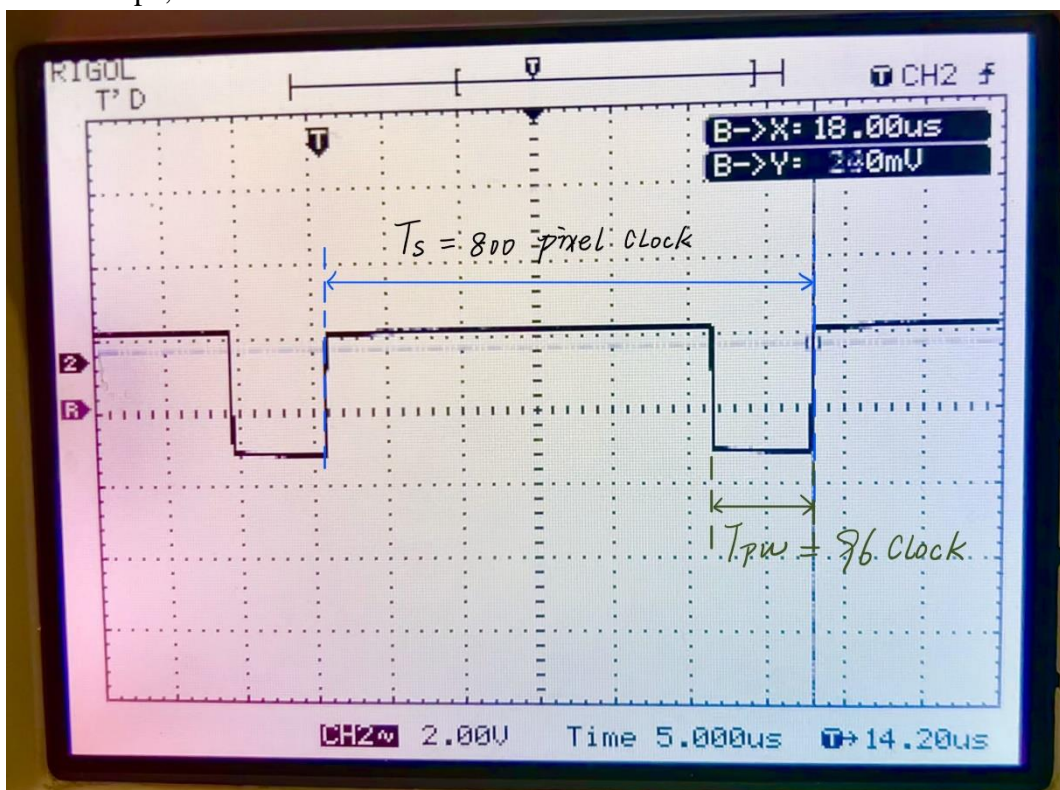 RIGOL
T'D
T
[ ]
T CH2
T
B->X= 18.00us
B->Y= 240mV
Ts = 800 pixel Clock
2
R
Tpw = 96 Clock
CH2~ 2.00V Time 5.000us T→14.20us